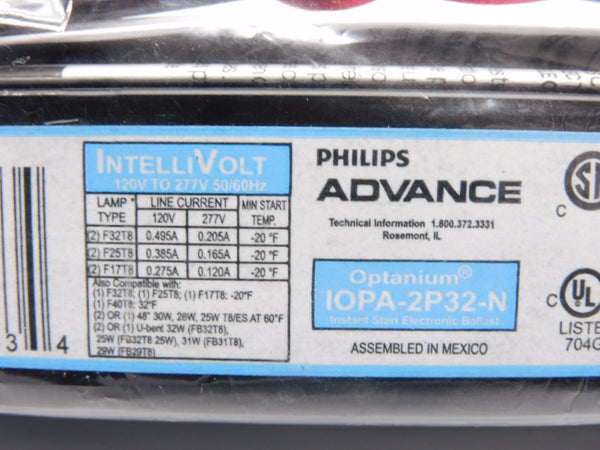 INTELLIVOLT
120V TO 277V 50/60Hz
LAMP* TYPE LINE CURRENT MIN START TEMP.
120V 277V
(2) F32T8 0.495A 0.205A -20 °F
(2) F25T8 0.385A 0.165A -20 °F
(2) F17T8 0.275A 0.120A -20 °F
*Also Compatible with:
(1) F32T8; (1) F25T8; (1) F17T8: -20°F
(1) F40T8: 32°F
(2) OR (1) 48" 30W, 28W, 25W T8/ES AT 60°F
(2) OR (1) U-bent 32W (FB32T8),
25W (FB32T8 25W), 31W (FB31T8),
29W (FB29T8)
3 4
PHILIPS
ADVANCE
Technical Information 1.800.372.3331
Rosemont, IL
Optanium®
IOPA-2P32-N
Instant Start Electronic Ballast
ASSEMBLED IN MEXICO
C
C UL
LISTE
704G